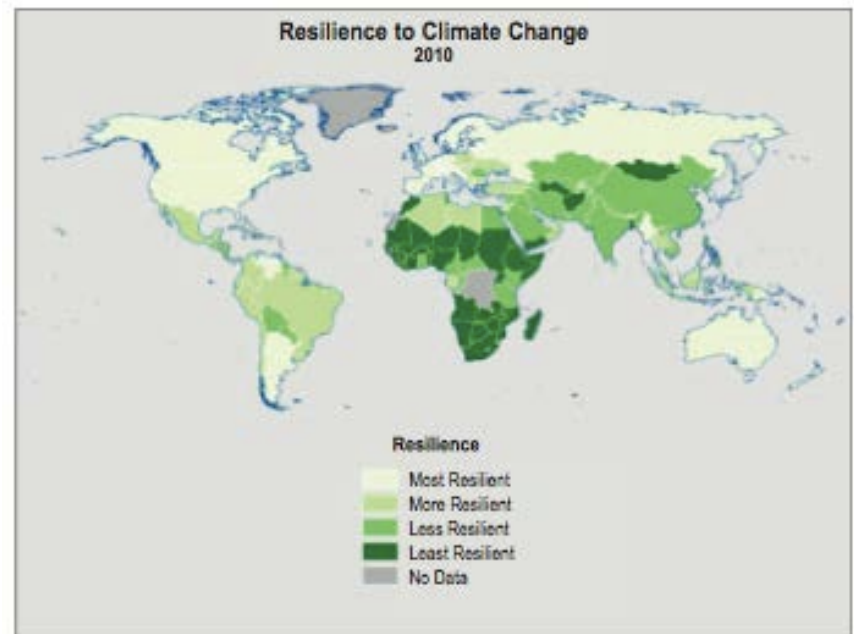 Resilience to Climate Change
2010
Resilience
Most Resilient
More Resilient
Less Resilient
Least Resilient
No Data